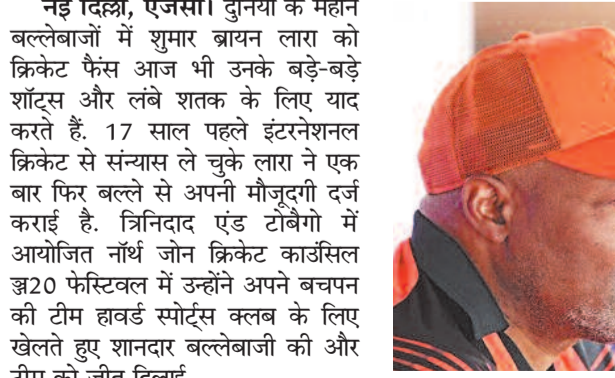 नई दिल्ली, एजेंसी। दुनिया के महान
बल्लेबाजों में शुमार ब्रायन लारा को
क्रिकेट फैंस आज भी उनके बड़े-बड़े
शॉट्स और लंबे शतक के लिए याद
करते हैं. 17 साल पहले इंटरनेशनल
क्रिकेट से संन्यास ले चुके लारा ने एक
बार फिर बल्ले से अपनी मौजूदगी दर्ज
कराई है. त्रिनिदाद एंड टोबैगो में
आयोजित नॉर्थ जोन क्रिकेट काउंसिल
ञ्ज20 फेस्टिवल में उन्होंने अपने बचपन
की टीम हावर्ड स्पोर्ट्स क्लब के लिए
खेलते हुए शानदार बल्लेबाजी की और
टीम को जीत दिलाई